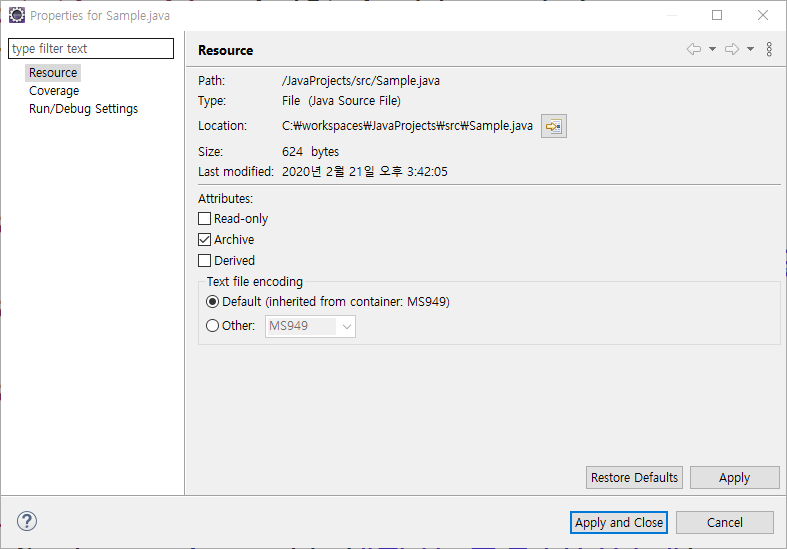 Properties for Sample.java
type filter text
Resource
Coverage
Run/Debug Settings
Resource
Path: /JavaProjects/src/Sample.java
Type: File (Java Source File)
Location: C:₩workspaces₩JavaProjects₩src₩Sample.java
Size: 624 bytes
Last modified: 2020년 2월 21일 오후 3:42:05
Attributes:
Read-only
Archive
Derived
Text file encoding
Default (inherited from container: MS949)
Other: MS949
Restore Defaults Apply
Apply and Close Cancel